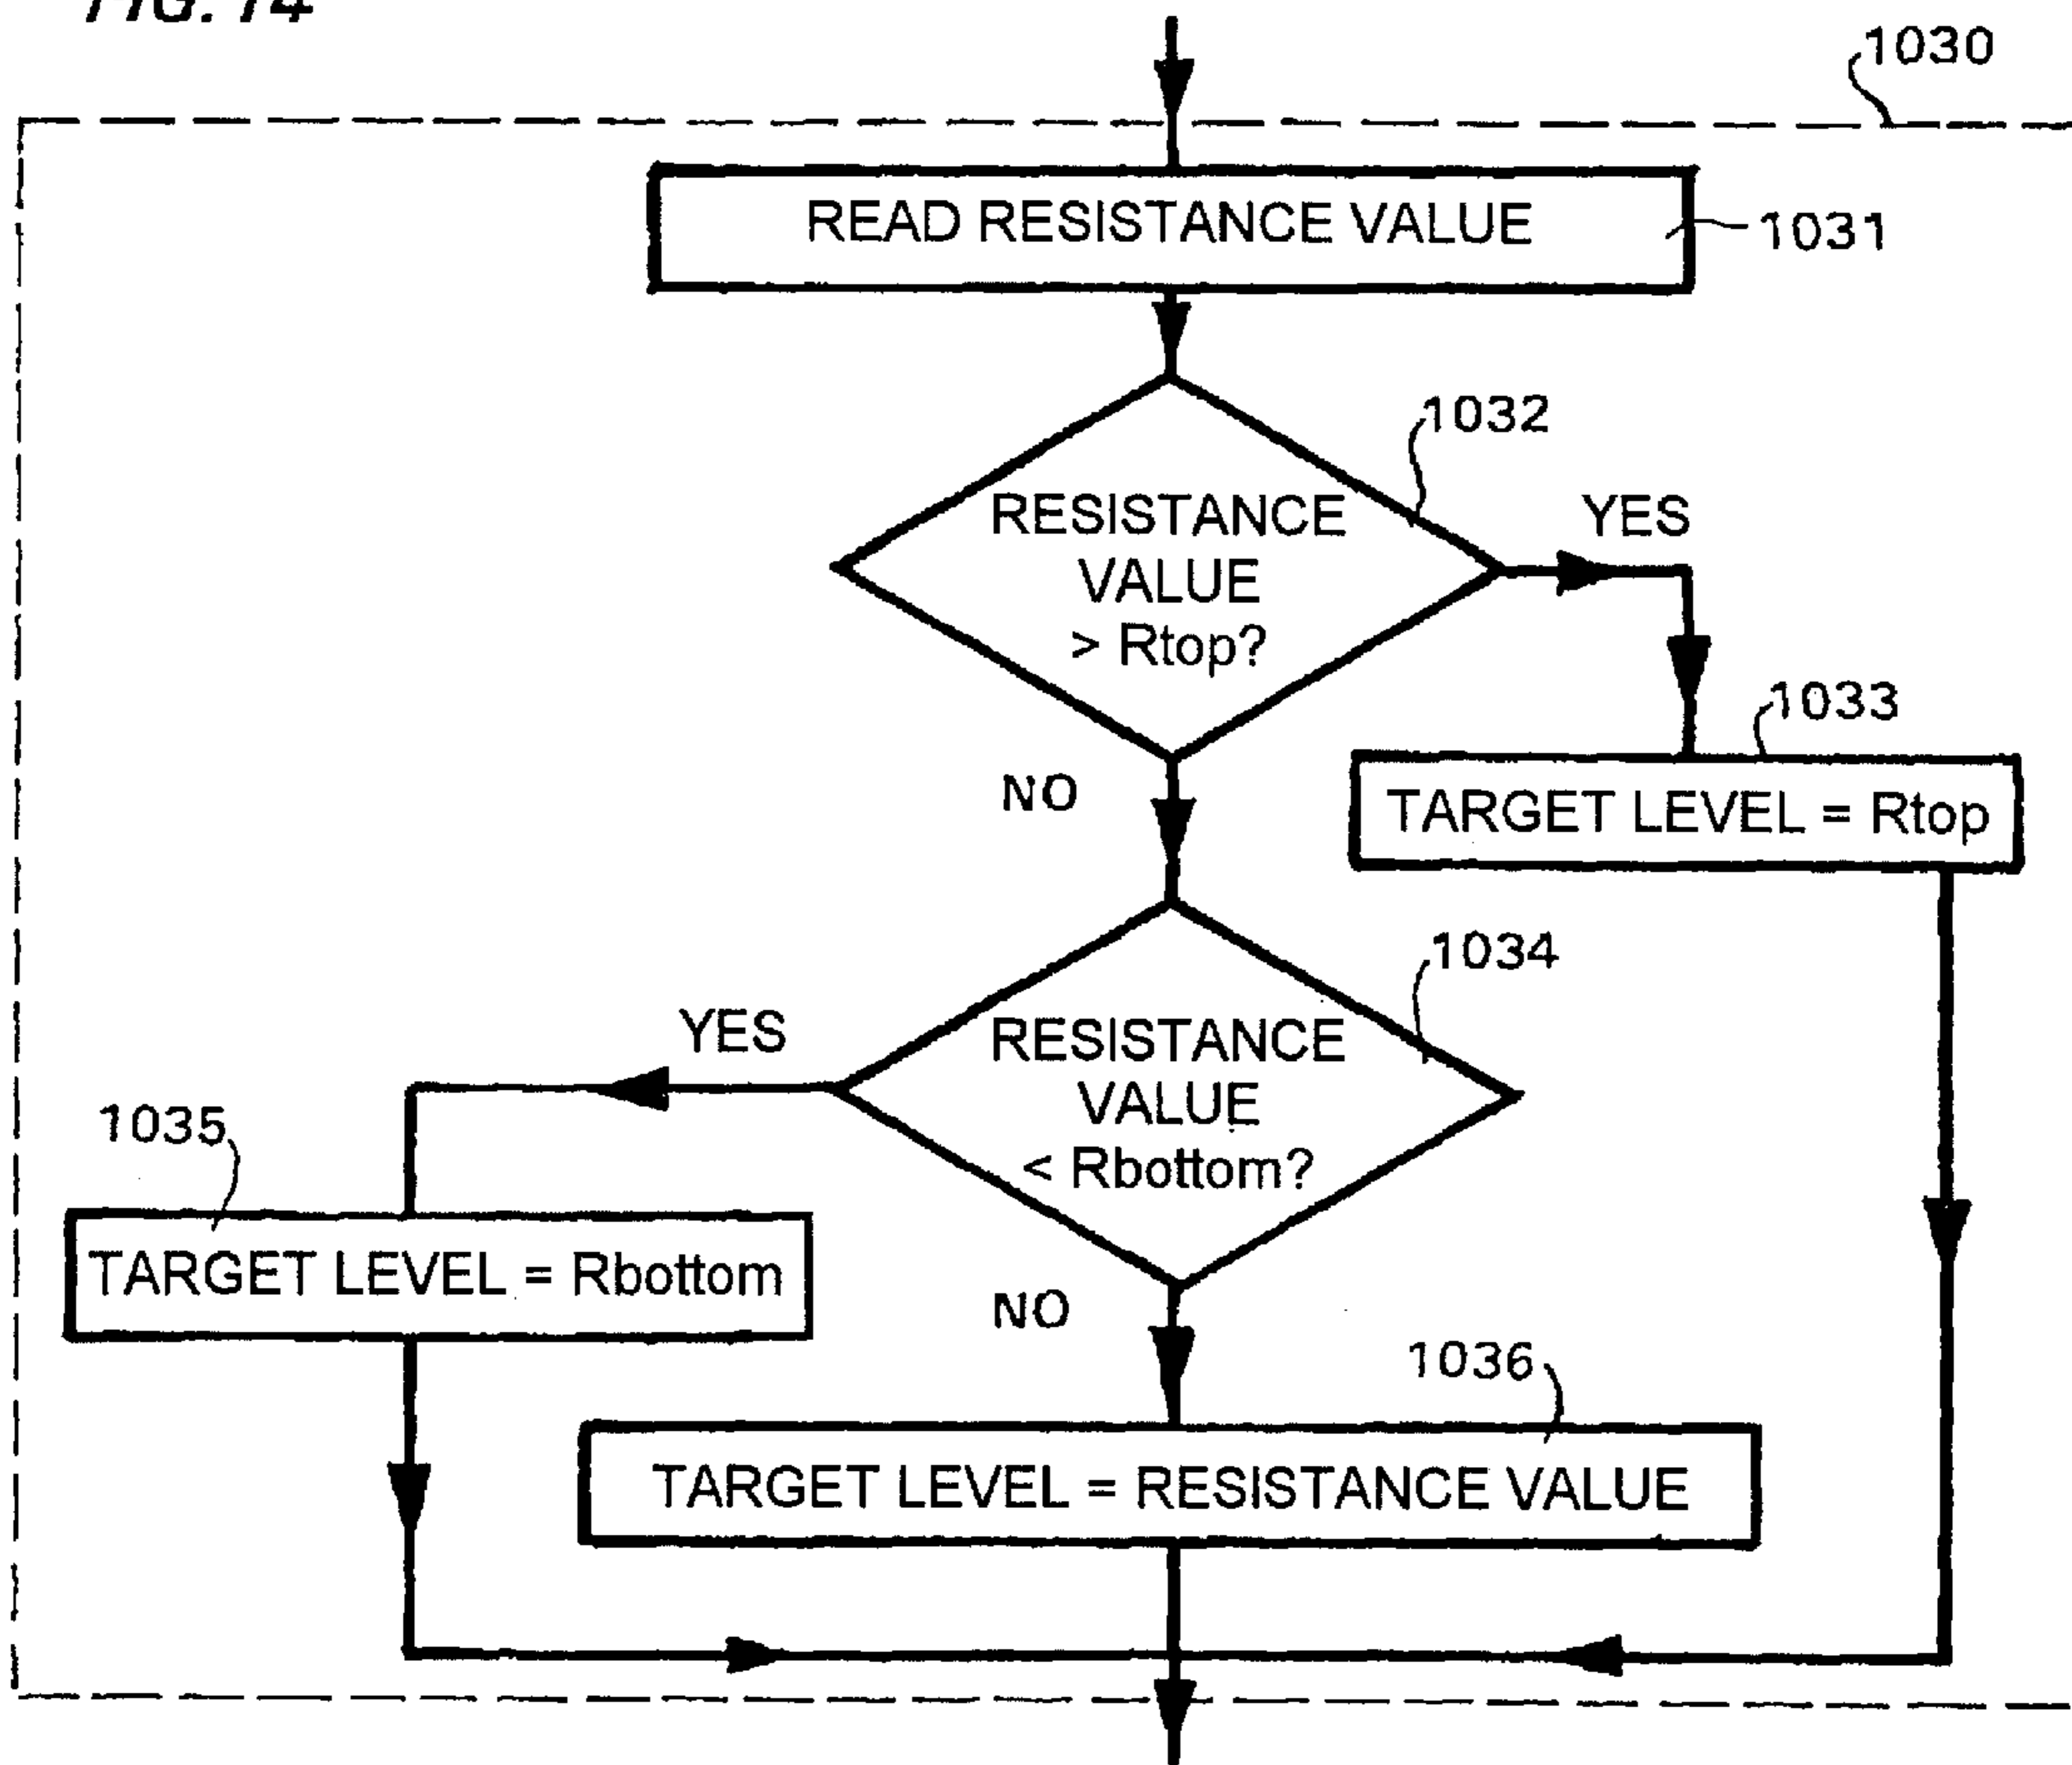 FIG. 14
1030
READ RESISTANCE VALUE
1031
1032
RESISTANCE
VALUE
> Rtop?
YES
NO
1033
TARGET LEVEL = Rtop
1034
RESISTANCE
VALUE
< Rbottom?
YES
NO
1035
TARGET LEVEL = Rbottom
1036
TARGET LEVEL = RESISTANCE VALUE